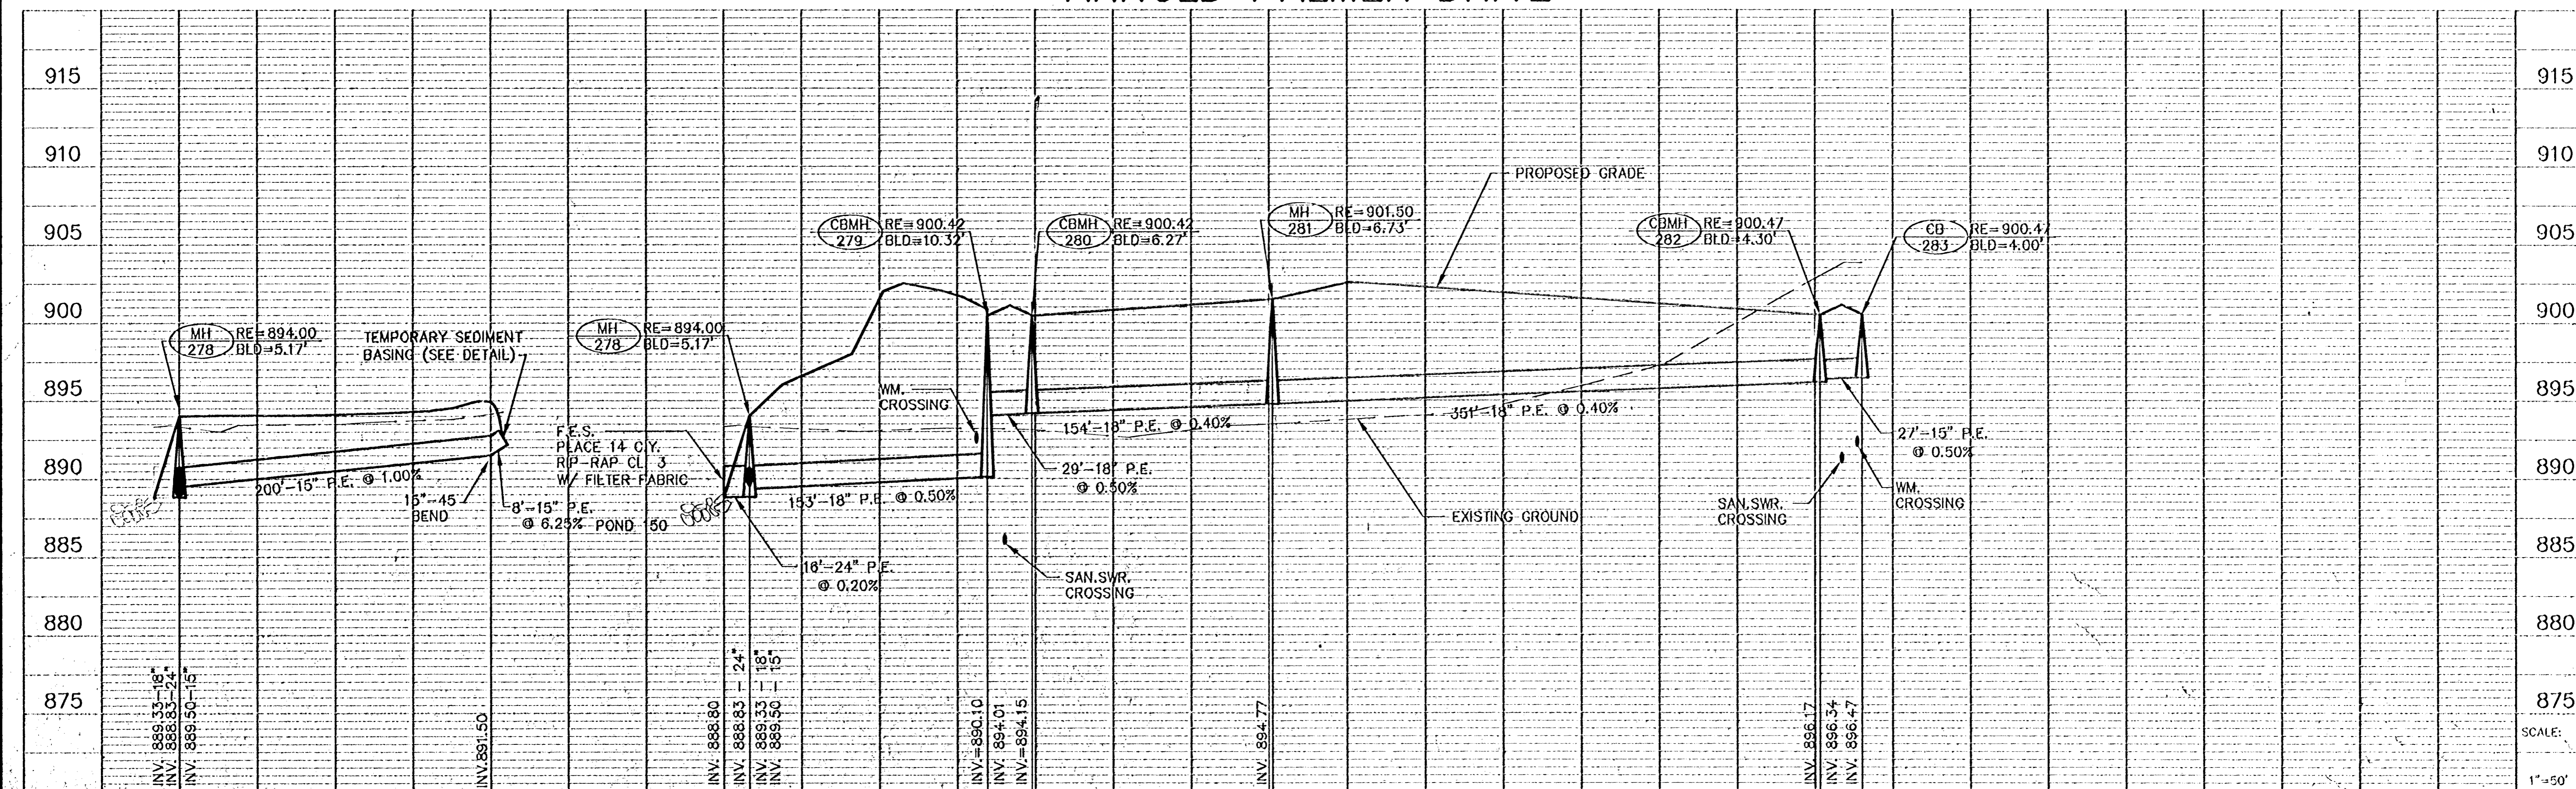 915
910
905
900
895
890
885
880
875
MH
278
RE=894.00
BLD=5.17'
TEMPORARY SEDIMENT
BASING (SEE DETAIL)
200'-15" P.E. @ 1.00%
15"-45
BEND
8'-15" P.E.
@ 6.25%
POND 150
F.E.S.
PLACE 14 C.Y.
RIP-RAP CL. 3
W/ FILTER FABRIC
MH
278
RE=894.00
BLD=5.17'
16'-24" P.E.
@ 0.20%
153'-18" P.E. @ 0.50%
CBMH
279
RE=900.42
BLD=10.32'
WM.
CROSSING
CBMH
280
RE=900.42
BLD=6.27'
29'-18' P.E.
@ 0.50%
SAN.SWR.
CROSSING
154'-18" P.E. @ 0.40%
MH
281
RE=901.50
BLD=6.73'
PROPOSED GRADE
EXISTING GROUND
351'-18" P.E. @ 0.40%
CBMH
282
RE=900.47
BLD=4.30'
CB
283
RE=900.47
BLD=4.00'
27'-15" P.E.
@ 0.50%
SAN.SWR.
CROSSING
WM.
CROSSING
INV. 889.33-18"
INV. 888.83-24"
INV. 889.50-15"
INV.891.50
INV. 888.80
INV. 888.83 - 24"
INV. 889.33 - 18"
INV. 889.50 - 15"
INV.=890.10
INV. 894.01
INV.=894.15
INV. 894.77
INV. 896.17
INV. 896.34
INV. 896.47
915
910
905
900
895
890
885
880
875
SCALE:
1"=50'